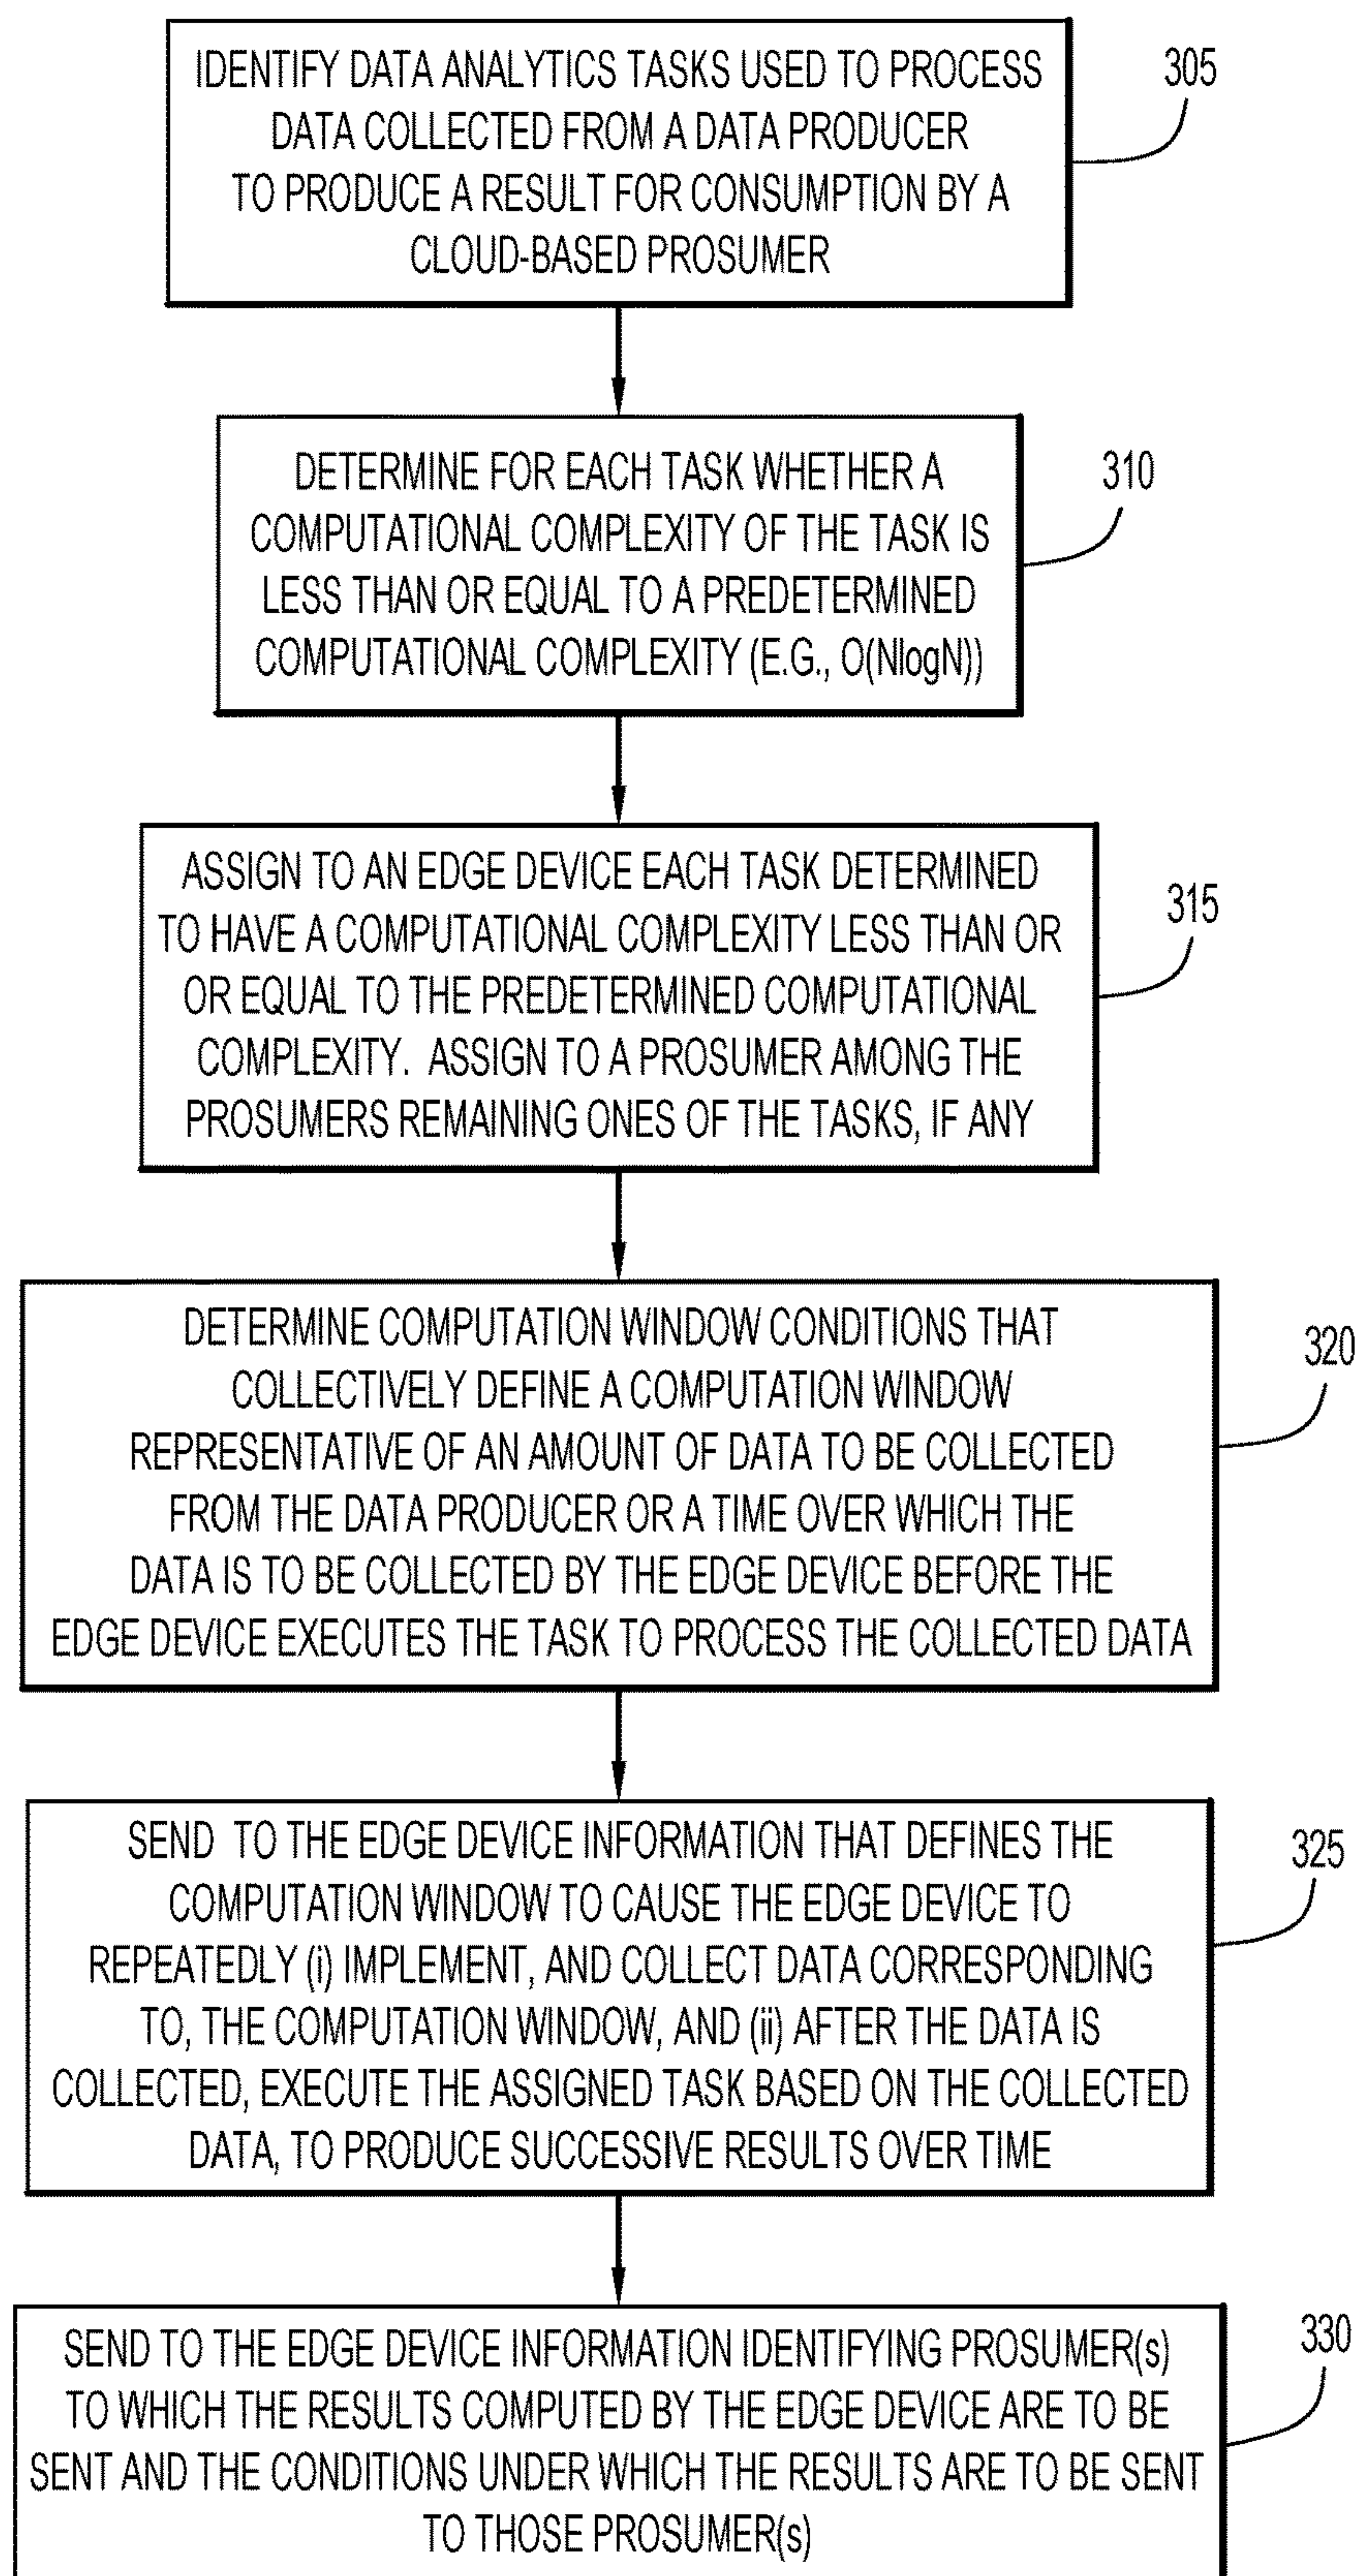 IDENTIFY DATA ANALYTICS TASKS USED TO PROCESS
DATA COLLECTED FROM A DATA PRODUCER
TO PRODUCE A RESULT FOR CONSUMPTION BY A
CLOUD-BASED PROSUMER
305
DETERMINE FOR EACH TASK WHETHER A
COMPUTATIONAL COMPLEXITY OF THE TASK IS
LESS THAN OR EQUAL TO A PREDETERMINED
COMPUTATIONAL COMPLEXITY (E.G., O(NlogN))
310
ASSIGN TO AN EDGE DEVICE EACH TASK DETERMINED
TO HAVE A COMPUTATIONAL COMPLEXITY LESS THAN OR
OR EQUAL TO THE PREDETERMINED COMPUTATIONAL
COMPLEXITY. ASSIGN TO A PROSUMER AMONG THE
PROSUMERS REMAINING ONES OF THE TASKS, IF ANY
315
DETERMINE COMPUTATION WINDOW CONDITIONS THAT
COLLECTIVELY DEFINE A COMPUTATION WINDOW
REPRESENTATIVE OF AN AMOUNT OF DATA TO BE COLLECTED
FROM THE DATA PRODUCER OR A TIME OVER WHICH THE
DATA IS TO BE COLLECTED BY THE EDGE DEVICE BEFORE THE
EDGE DEVICE EXECUTES THE TASK TO PROCESS THE COLLECTED DATA
320
SEND TO THE EDGE DEVICE INFORMATION THAT DEFINES THE
COMPUTATION WINDOW TO CAUSE THE EDGE DEVICE TO
REPEATEDLY (i) IMPLEMENT, AND COLLECT DATA CORRESPONDING
TO, THE COMPUTATION WINDOW, AND (ii) AFTER THE DATA IS
COLLECTED, EXECUTE THE ASSIGNED TASK BASED ON THE COLLECTED
DATA, TO PRODUCE SUCCESSIVE RESULTS OVER TIME
325
SEND TO THE EDGE DEVICE INFORMATION IDENTIFYING PROSUMER(s)
TO WHICH THE RESULTS COMPUTED BY THE EDGE DEVICE ARE TO BE
SENT AND THE CONDITIONS UNDER WHICH THE RESULTS ARE TO BE SENT
TO THOSE PROSUMER(s)
330